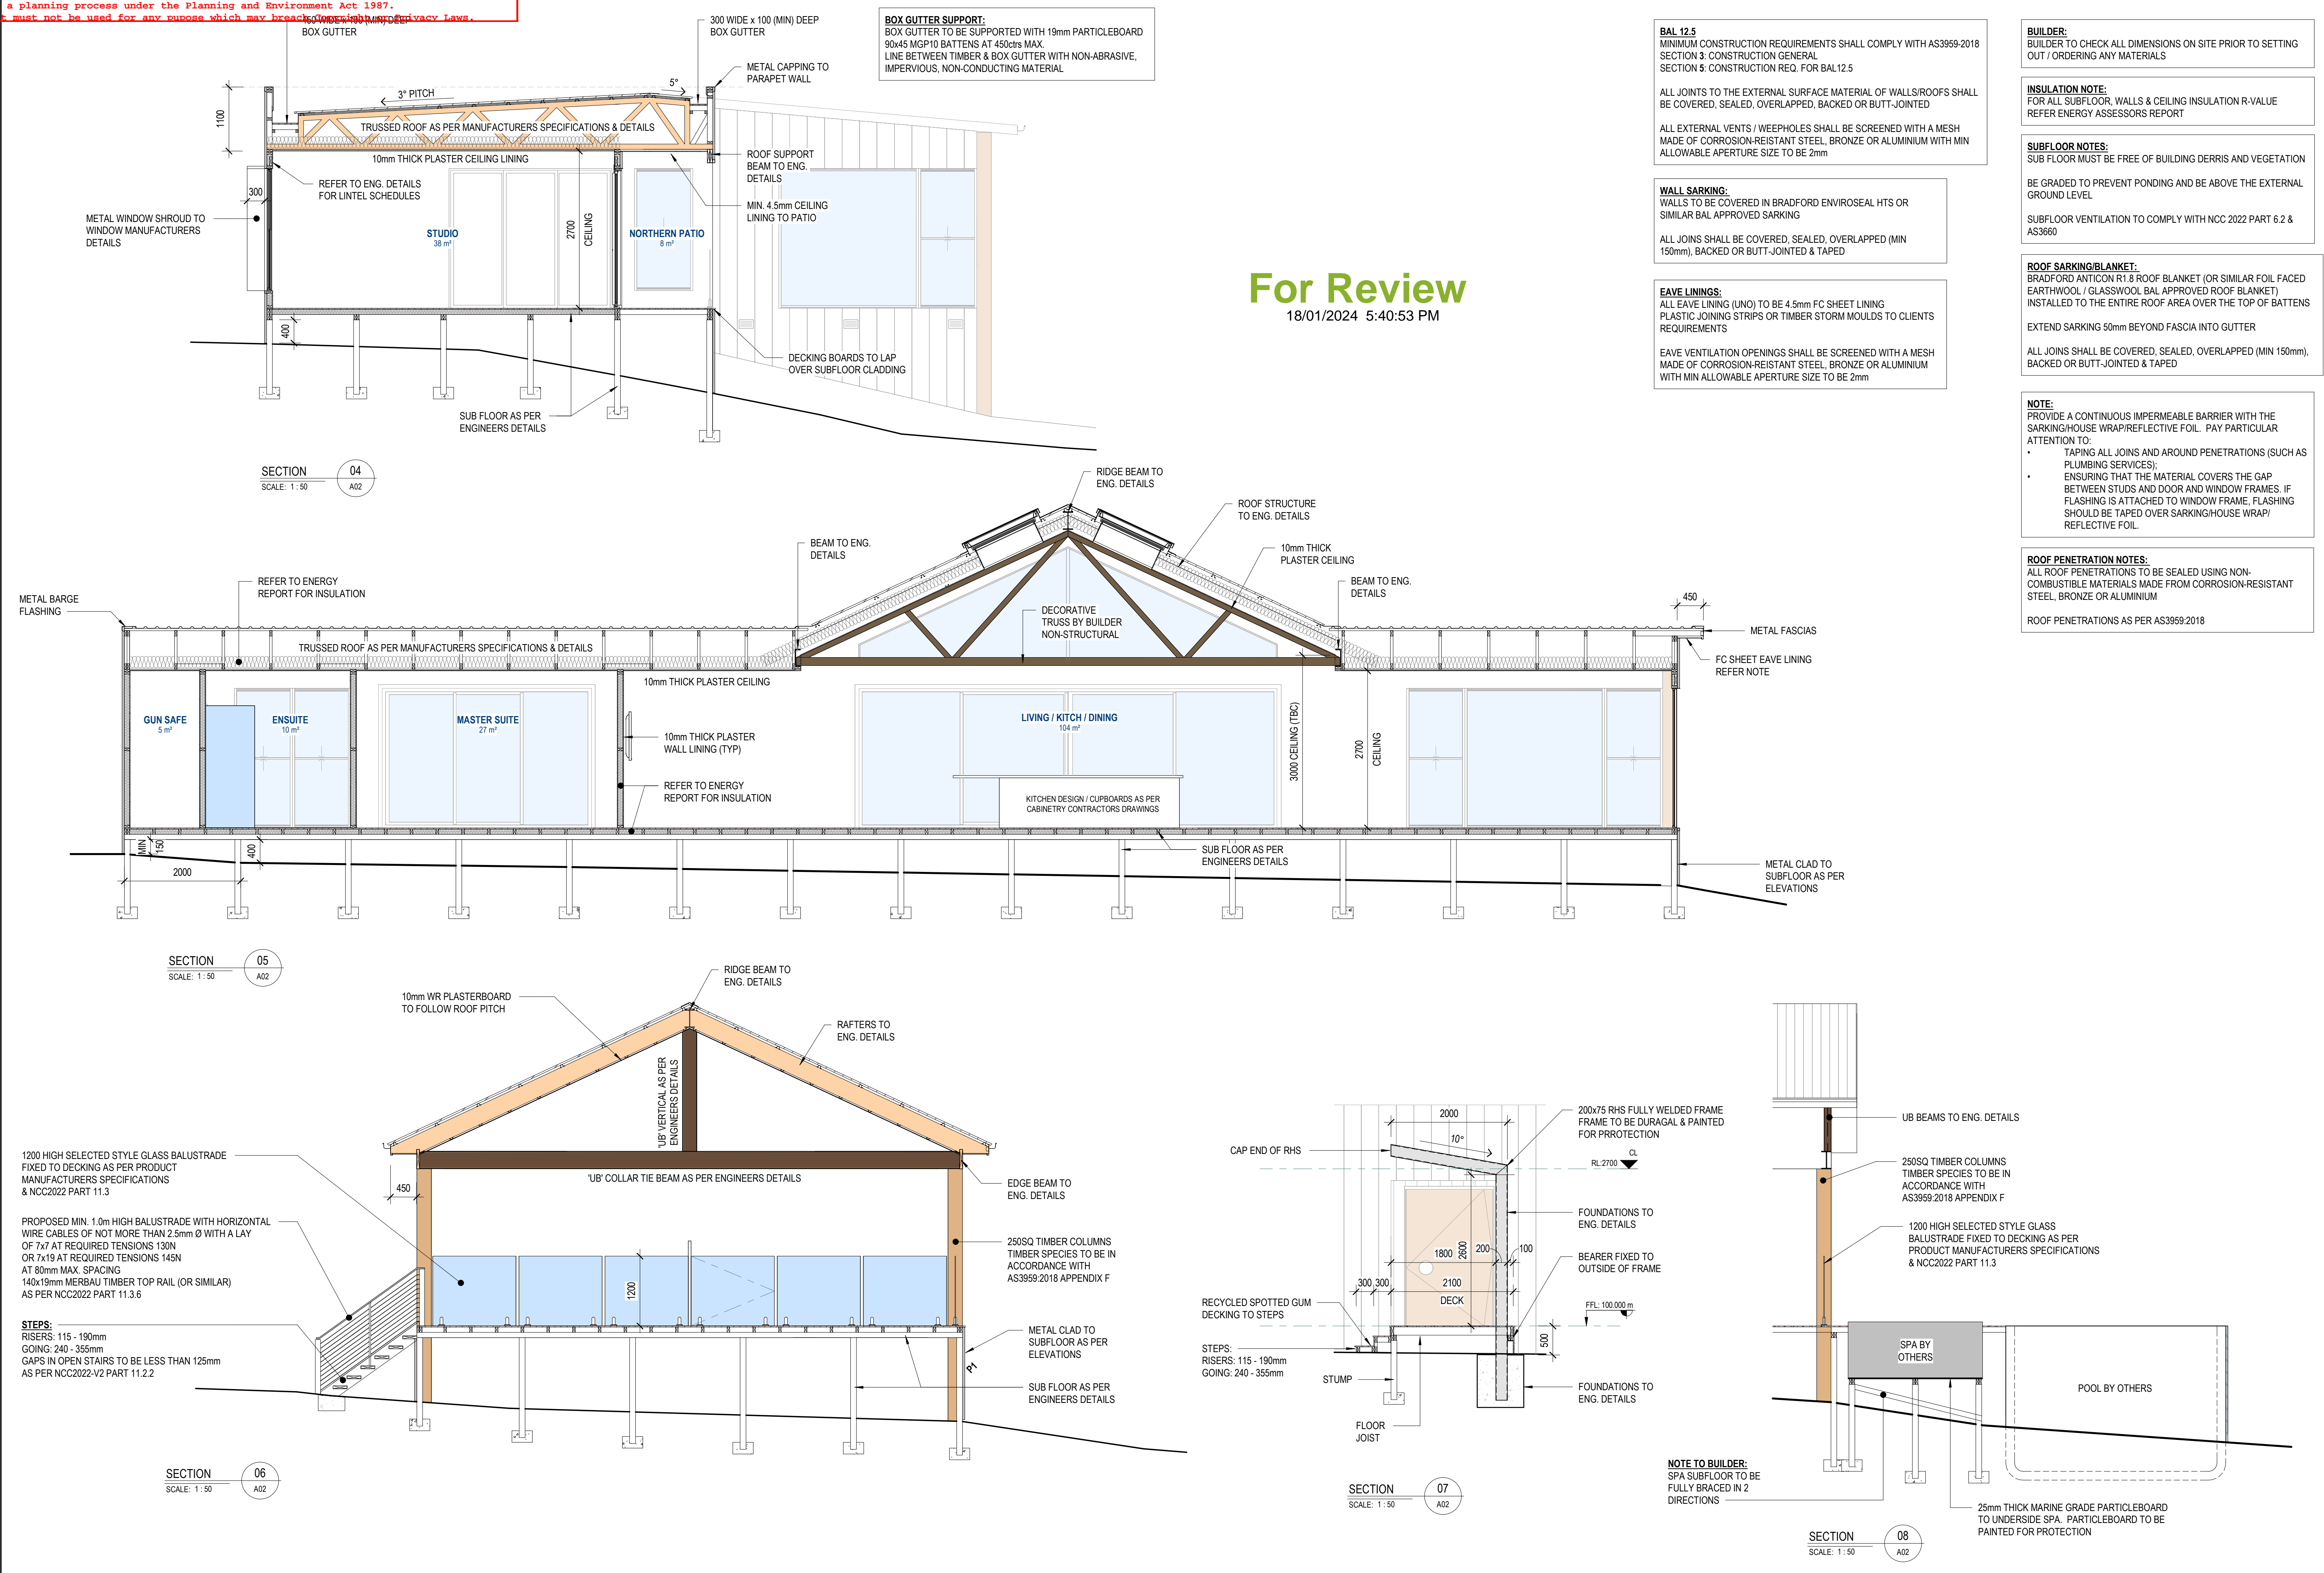 a planning process under the Planning and Environment Act 1987.
t must not be used for any pupose which may breach
BOX GUTTER
300 WIDE x 100 (MIN) DEEP
BOX GUTTER
METAL CAPPING TO
PARAPET WALL
BOX GUTTER SUPPORT:
BOX GUTTER TO BE SUPPORTED WITH 19mm PARTICLEBOARD
90x45 MGP10 BATTENS AT 450ctrs MAX.
LINE BETWEEN TIMBER & BOX GUTTER WITH NON-ABRASIVE,
IMPERVIOUS, NON-CONDUCTING MATERIAL
3° PITCH
5°
1100
TRUSSED ROOF AS PER MANUFACTURERS SPECIFICATIONS & DETAILS
10mm THICK PLASTER CEILING LINING
ROOF SUPPORT
BEAM TO ENG.
DETAILS
REFER TO ENG. DETAILS
FOR LINTEL SCHEDULES
300
MIN. 4.5mm CEILING
LINING TO PATIO
METAL WINDOW SHROUD TO
WINDOW MANUFACTURERS
DETAILS
STUDIO
38 m²
2700
CEILING
NORTHERN PATIO
8 m²
400
DECKING BOARDS TO LAP
OVER SUBFLOOR CLADDING
SUB FLOOR AS PER
ENGINEERS DETAILS
SECTION
SCALE: 1 : 50
04
A02
For Review
18/01/2024 5:40:53 PM
BAL 12.5
MINIMUM CONSTRUCTION REQUIREMENTS SHALL COMPLY WITH AS3959-2018
SECTION 3: CONSTRUCTION GENERAL
SECTION 5: CONSTRUCTION REQ. FOR BAL12.5
ALL JOINTS TO THE EXTERNAL SURFACE MATERIAL OF WALLS/ROOFS SHALL
BE COVERED, SEALED, OVERLAPPED, BACKED OR BUTT-JOINTED
ALL EXTERNAL VENTS / WEEPHOLES SHALL BE SCREENED WITH A MESH
MADE OF CORROSION-REISTANT STEEL, BRONZE OR ALUMINIUM WITH MIN
ALLOWABLE APERTURE SIZE TO BE 2mm
WALL SARKING:
WALLS TO BE COVERED IN BRADFORD ENVIROSEAL HTS OR
SIMILAR BAL APPROVED SARKING
ALL JOINS SHALL BE COVERED, SEALED, OVERLAPPED (MIN
150mm), BACKED OR BUTT-JOINTED & TAPED
EAVE LININGS:
ALL EAVE LINING (UNO) TO BE 4.5mm FC SHEET LINING
PLASTIC JOINING STRIPS OR TIMBER STORM MOULDS TO CLIENTS
REQUIREMENTS
EAVE VENTILATION OPENINGS SHALL BE SCREENED WITH A MESH
MADE OF CORROSION-REISTANT STEEL, BRONZE OR ALUMINIUM
WITH MIN ALLOWABLE APERTURE SIZE TO BE 2mm
BUILDER:
BUILDER TO CHECK ALL DIMENSIONS ON SITE PRIOR TO SETTING
OUT / ORDERING ANY MATERIALS
INSULATION NOTE:
FOR ALL SUBFLOOR, WALLS & CEILING INSULATION R-VALUE
REFER ENERGY ASSESSORS REPORT
SUBFLOOR NOTES:
SUB FLOOR MUST BE FREE OF BUILDING DERRIS AND VEGETATION
BE GRADED TO PREVENT PONDING AND BE ABOVE THE EXTERNAL
GROUND LEVEL
SUBFLOOR VENTILATION TO COMPLY WITH NCC 2022 PART 6.2 &
AS3660
ROOF SARKING/BLANKET:
BRADFORD ANTICON R1.8 ROOF BLANKET (OR SIMILAR FOIL FACED
EARTHWOOL / GLASSWOOL BAL APPROVED ROOF BLANKET)
INSTALLED TO THE ENTIRE ROOF AREA OVER THE TOP OF BATTENS
EXTEND SARKING 50mm BEYOND FASCIA INTO GUTTER
ALL JOINS SHALL BE COVERED, SEALED, OVERLAPPED (MIN 150mm),
BACKED OR BUTT-JOINTED & TAPED
NOTE:
PROVIDE A CONTINUOUS IMPERMEABLE BARRIER WITH THE
SARKING/HOUSE WRAP/REFLECTIVE FOIL. PAY PARTICULAR
ATTENTION TO:
• TAPING ALL JOINS AND AROUND PENETRATIONS (SUCH AS
PLUMBING SERVICES);
• ENSURING THAT THE MATERIAL COVERS THE GAP
BETWEEN STUDS AND DOOR AND WINDOW FRAMES. IF
FLASHING IS ATTACHED TO WINDOW FRAME, FLASHING
SHOULD BE TAPED OVER SARKING/HOUSE WRAP/
REFLECTIVE FOIL.
ROOF PENETRATION NOTES:
ALL ROOF PENETRATIONS TO BE SEALED USING NON-
COMBUSTIBLE MATERIALS MADE FROM CORROSION-RESISTANT
STEEL, BRONZE OR ALUMINIUM
ROOF PENETRATIONS AS PER AS3959:2018
RIDGE BEAM TO
ENG. DETAILS
ROOF STRUCTURE
TO ENG. DETAILS
BEAM TO ENG.
DETAILS
10mm THICK
PLASTER CEILING
REFER TO ENERGY
REPORT FOR INSULATION
BEAM TO ENG.
DETAILS
METAL BARGE
FLASHING
DECORATIVE
TRUSS BY BUILDER
NON-STRUCTURAL
450
METAL FASCIAS
TRUSSED ROOF AS PER MANUFACTURERS SPECIFICATIONS & DETAILS
FC SHEET EAVE LINING
REFER NOTE
10mm THICK PLASTER CEILING
GUN SAFE
5 m²
ENSUITE
10 m²
MASTER SUITE
27 m²
LIVING / KITCH / DINING
104 m²
10mm THICK PLASTER
WALL LINING (TYP)
3000 CEILING (TBC)
2700
CEILING
REFER TO ENERGY
REPORT FOR INSULATION
KITCHEN DESIGN / CUPBOARDS AS PER
CABINETRY CONTRACTORS DRAWINGS
MIN
150
400
2000
SUB FLOOR AS PER
ENGINEERS DETAILS
METAL CLAD TO
SUBFLOOR AS PER
ELEVATIONS
SECTION
SCALE: 1 : 50
05
A02
RIDGE BEAM TO
ENG. DETAILS
10mm WR PLASTERBOARD
TO FOLLOW ROOF PITCH
RAFTERS TO
ENG. DETAILS
'UB' VERTICAL AS PER
ENGINEERS DETAILS
1200 HIGH SELECTED STYLE GLASS BALUSTRADE
FIXED TO DECKING AS PER PRODUCT
MANUFACTURERS SPECIFICATIONS
& NCC2022 PART 11.3
'UB' COLLAR TIE BEAM AS PER ENGINEERS DETAILS
450
EDGE BEAM TO
ENG. DETAILS
PROPOSED MIN. 1.0m HIGH BALUSTRADE WITH HORIZONTAL
WIRE CABLES OF NOT MORE THAN 2.5mm Ø WITH A LAY
OF 7x7 AT REQUIRED TENSIONS 130N
OR 7x19 AT REQUIRED TENSIONS 145N
AT 80mm MAX. SPACING
140x19mm MERBAU TIMBER TOP RAIL (OR SIMILAR)
AS PER NCC2022 PART 11.3.6
250SQ TIMBER COLUMNS
TIMBER SPECIES TO BE IN
ACCORDANCE WITH
AS3959:2018 APPENDIX F
1200
STEPS:
RISERS: 115 - 190mm
GOING: 240 - 355mm
GAPS IN OPEN STAIRS TO BE LESS THAN 125mm
AS PER NCC2022-V2 PART 11.2.2
METAL CLAD TO
SUBFLOOR AS PER
ELEVATIONS
P1
SUB FLOOR AS PER
ENGINEERS DETAILS
SECTION
SCALE: 1 : 50
06
A02
2000
10°
200x75 RHS FULLY WELDED FRAME
FRAME TO BE DURAGAL & PAINTED
FOR PRROTECTION
CAP END OF RHS
CL
RL:2700
FOUNDATIONS TO
ENG. DETAILS
1800
2600
200
100
BEARER FIXED TO
OUTSIDE OF FRAME
300
300
2100
DECK
RECYCLED SPOTTED GUM
DECKING TO STEPS
FFL: 100.000 m
500
STEPS:
RISERS: 115 - 190mm
GOING: 240 - 355mm
STUMP
FOUNDATIONS TO
ENG. DETAILS
FLOOR
JOIST
SECTION
SCALE: 1 : 50
07
A02
UB BEAMS TO ENG. DETAILS
250SQ TIMBER COLUMNS
TIMBER SPECIES TO BE IN
ACCORDANCE WITH
AS3959:2018 APPENDIX F
1200 HIGH SELECTED STYLE GLASS
BALUSTRADE FIXED TO DECKING AS PER
PRODUCT MANUFACTURERS SPECIFICATIONS
& NCC2022 PART 11.3
SPA BY
OTHERS
POOL BY OTHERS
NOTE TO BUILDER:
SPA SUBFLOOR TO BE
FULLY BRACED IN 2
DIRECTIONS
25mm THICK MARINE GRADE PARTICLEBOARD
TO UNDERSIDE SPA. PARTICLEBOARD TO BE
PAINTED FOR PROTECTION
SECTION
SCALE: 1 : 50
08
A02